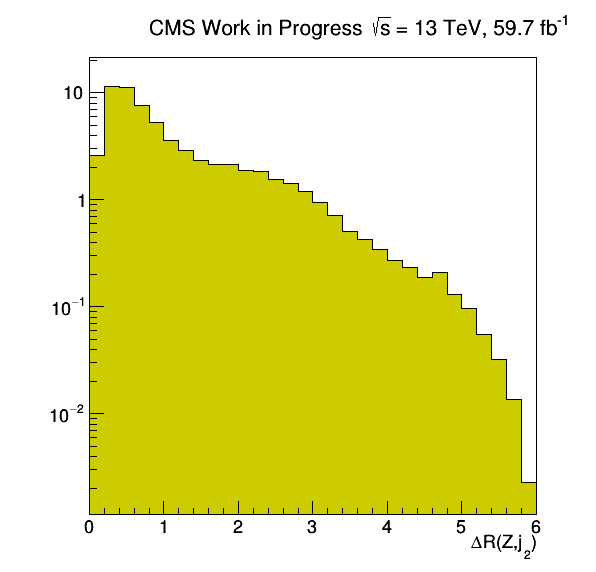 CMS Work in Progress √s = 13 TeV, 59.7 fb⁻¹
10
1
10⁻¹
10⁻²
0 1 2 3 4 5 6
ΔR(Z,j₂)